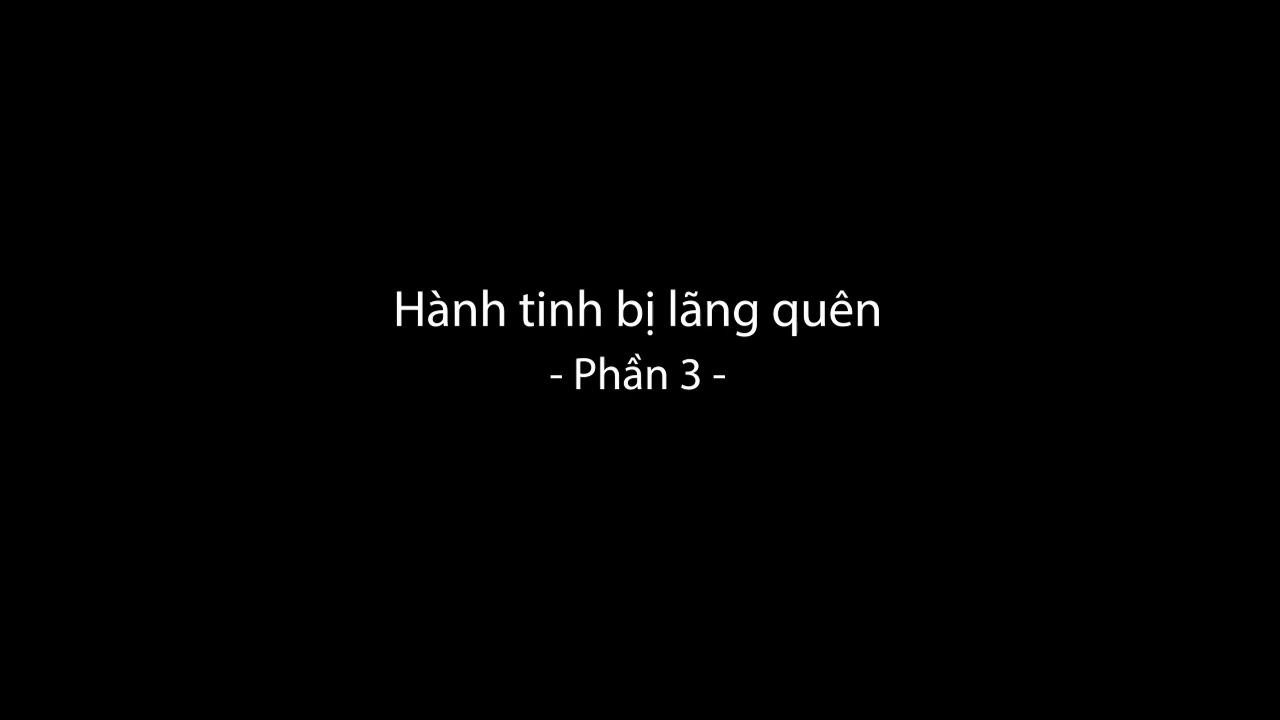 Hành tinh bị lãng quên
- Phần 3 -